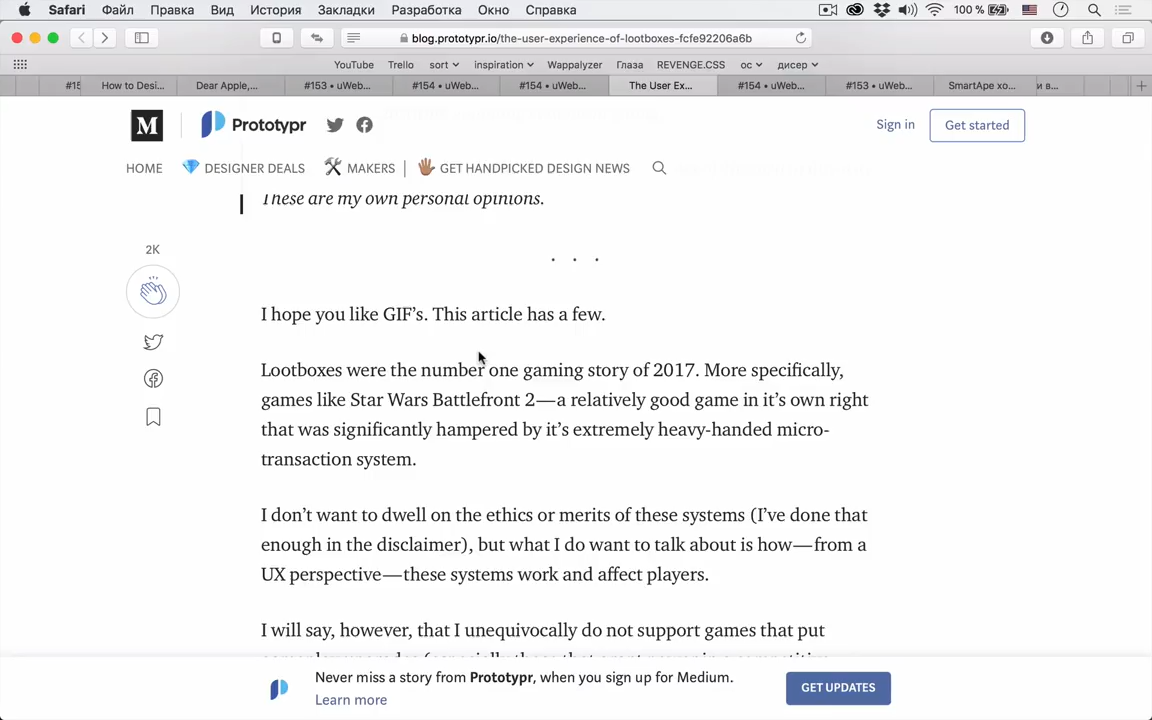 Safari Файл Правка Вид История Закладки Разработка Окно Справка 100 %
blog.prototypr.io/the-user-experience-of-lootboxes-fcfe92206a6b
YouTube Trello sort inspiration Wappalyzer Глаза REVENGE.CSS ос дисер
#15 How to Desi... Dear Apple,... #153 • uWeb... #154 • uWeb... #154 • uWeb... The User Ex... #154 • uWeb... #153 • uWeb... SmartApe хо... и в...
M Prototypr Sign in Get started
HOME DESIGNER DEALS MAKERS | GET HANDPICKED DESIGN NEWS
These are my own personal opinions.
2K
. . .
I hope you like GIF's. This article has a few.
Lootboxes were the number one gaming story of 2017. More specifically,
games like Star Wars Battlefront 2—a relatively good game in it's own right
that was significantly hampered by it's extremely heavy-handed micro-
transaction system.
I don't want to dwell on the ethics or merits of these systems (I've done that
enough in the disclaimer), but what I do want to talk about is how—from a
UX perspective—these systems work and affect players.
I will say, however, that I unequivocally do not support games that put
Never miss a story from Prototypr, when you sign up for Medium.
Learn more
GET UPDATES